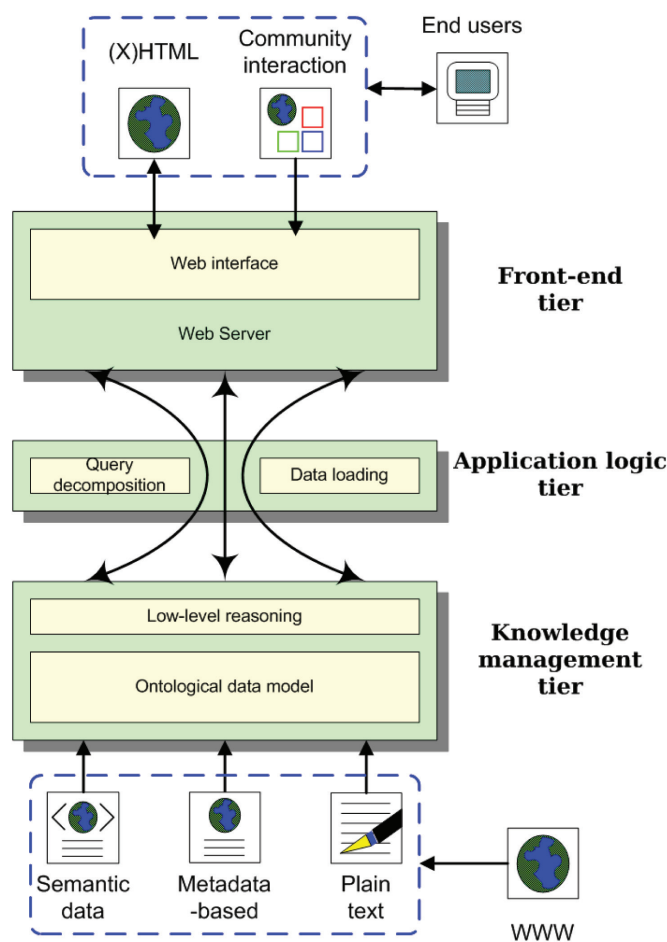 (X)HTML
Community
interaction
End users
Web interface
Web Server
Front-end
tier
Query
decomposition
Data loading
Application logic
tier
Low-level reasoning
Ontological data model
Knowledge
management
tier
Semantic
data
Metadata
-based
Plain
text
WWW